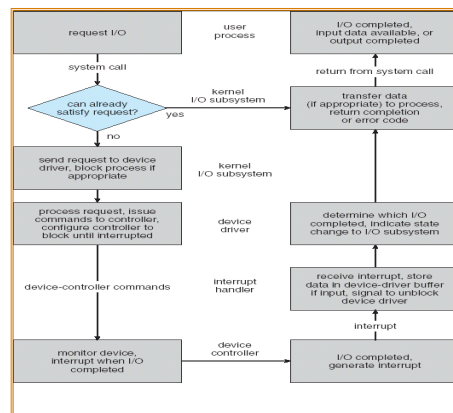 request I/O
user
process
I/O completed,
input data available, or
output completed
system call
return from system call
can already
satisfy request?
yes
no
kernel
I/O subsystem
transfer data
(if appropriate) to process,
return completion
or error code
send request to device
driver, block process if
appropriate
kernel
I/O subsystem
process request, issue
commands to controller,
configure controller to
block until interrupted
device
driver
determine which I/O
completed, indicate state
change to I/O subsystem
device-controller commands
interrupt
handler
receive interrupt, store
data in device-driver buffer
if input, signal to unblock
device driver
interrupt
monitor device,
interrupt when I/O
completed
device
controller
I/O completed,
generate interrupt